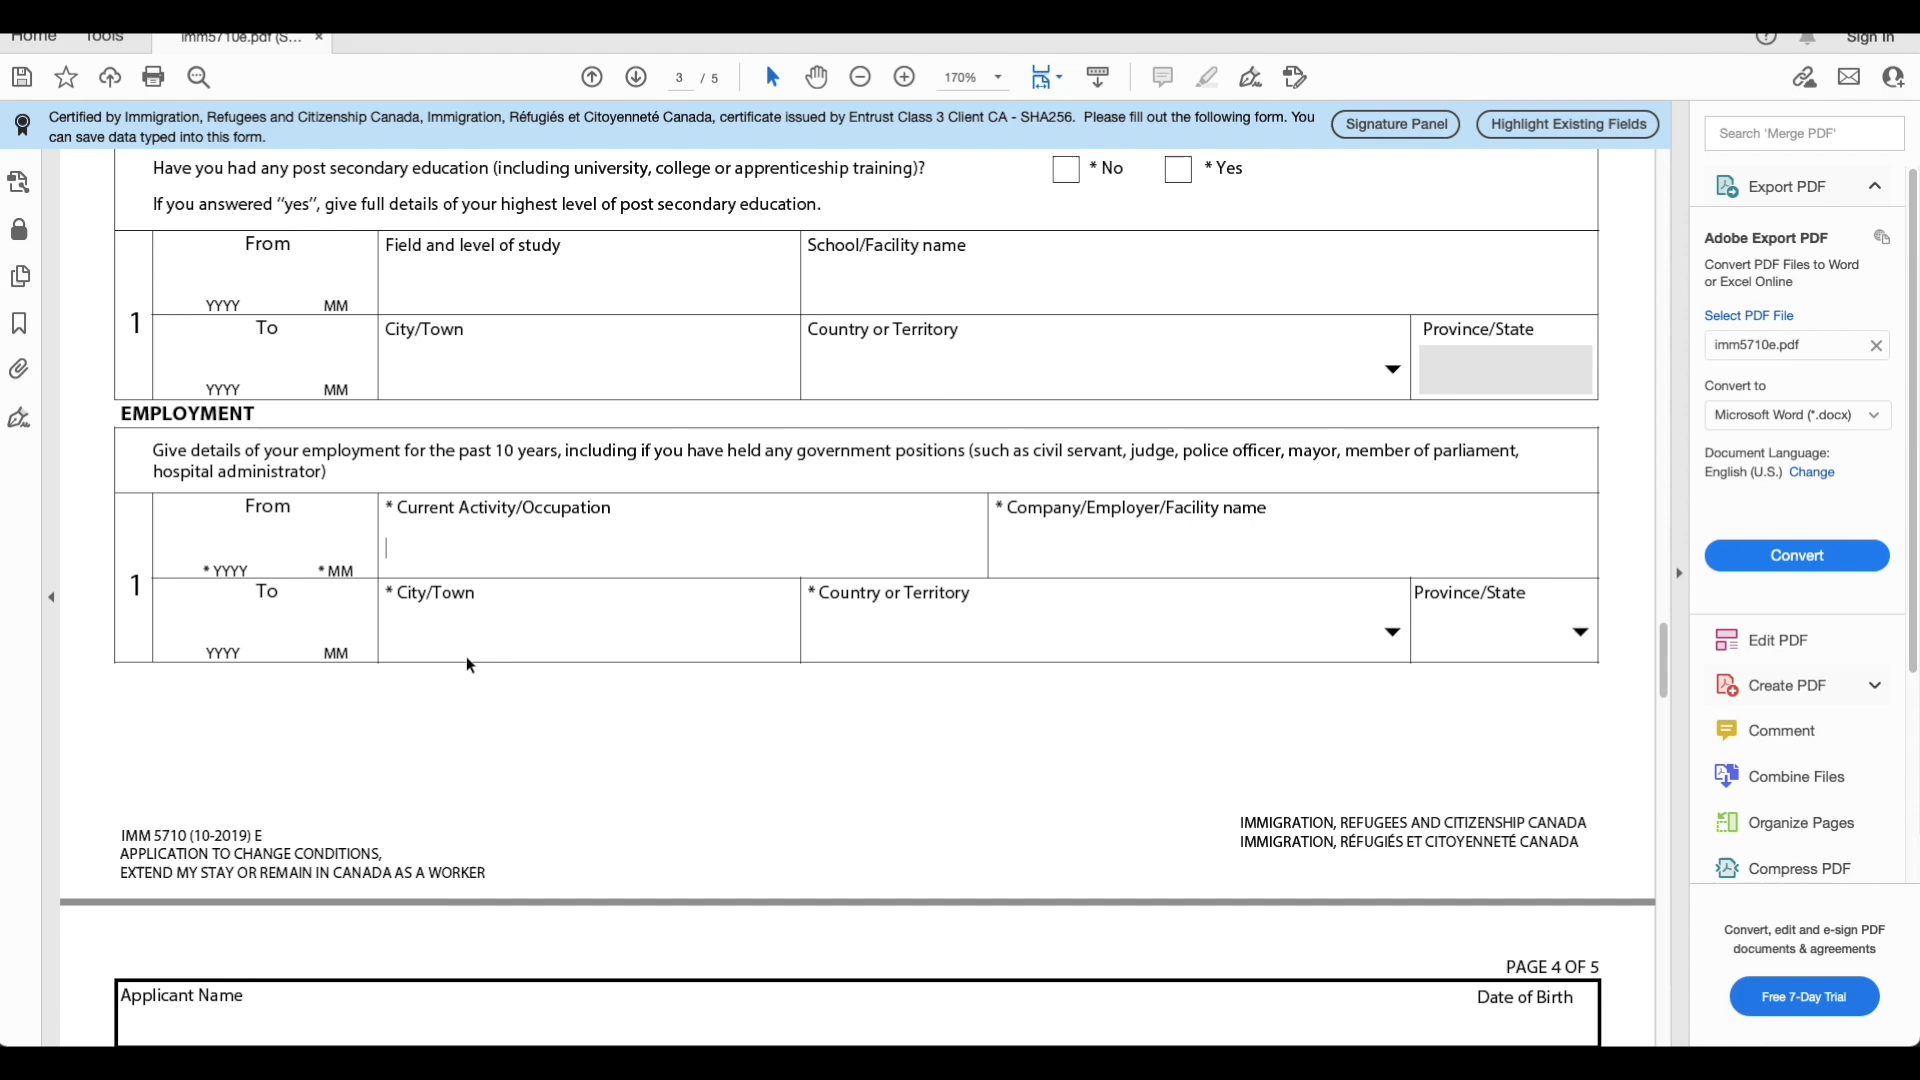 Home Tools imm5710e.pdf (S... × Sign In
3 / 5 170%
Certified by Immigration, Refugees and Citizenship Canada, Immigration, Réfugiés et Citoyenneté Canada, certificate issued by Entrust Class 3 Client CA - SHA256. Please fill out the following form. You
can save data typed into this form.
Signature Panel
Highlight Existing Fields
Have you had any post secondary education (including university, college or apprenticeship training)? * No * Yes
If you answered “yes”, give full details of your highest level of post secondary education.
From Field and level of study School/Facility name
YYYY MM
1
To City/Town Country or Territory Province/State
YYYY MM
EMPLOYMENT
Give details of your employment for the past 10 years, including if you have held any government positions (such as civil servant, judge, police officer, mayor, member of parliament,
hospital administrator)
From * Current Activity/Occupation * Company/Employer/Facility name
* YYYY * MM
1
To * City/Town * Country or Territory Province/State
YYYY MM
IMM 5710 (10-2019) E
APPLICATION TO CHANGE CONDITIONS,
EXTEND MY STAY OR REMAIN IN CANADA AS A WORKER
IMMIGRATION, REFUGEES AND CITIZENSHIP CANADA
IMMIGRATION, RÉFUGIÉS ET CITOYENNETÉ CANADA
PAGE 4 OF 5
Applicant Name Date of Birth
Search 'Merge PDF'
Export PDF
Adobe Export PDF
Convert PDF Files to Word
or Excel Online
Select PDF File
imm5710e.pdf
Convert to
Microsoft Word (*.docx)
Document Language:
English (U.S.) Change
Convert
Edit PDF
Create PDF
Comment
Combine Files
Organize Pages
Compress PDF
Convert, edit and e-sign PDF
documents & agreements
Free 7-Day Trial